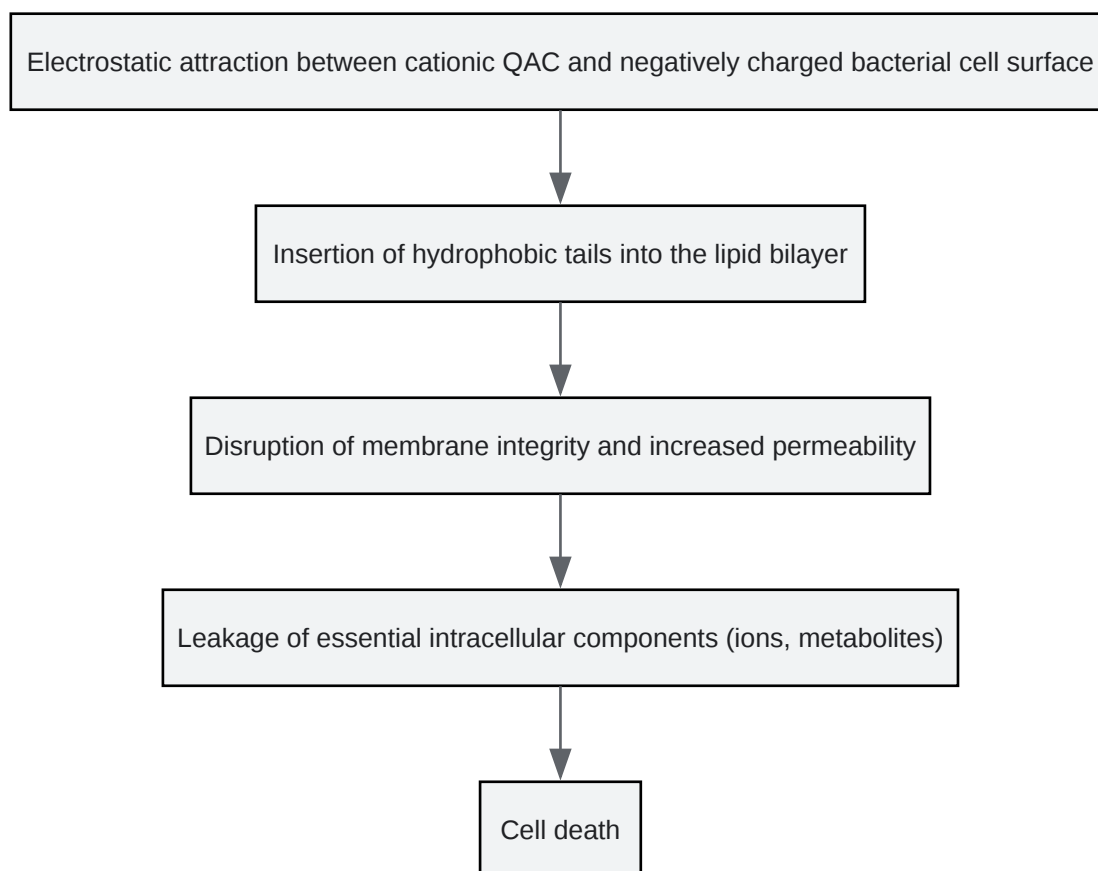 Electrostatic attraction between cationic QAC and negatively charged bacterial cell surface
Insertion of hydrophobic tails into the lipid bilayer
Disruption of membrane integrity and increased permeability
Leakage of essential intracellular components (ions, metabolites)
Cell death